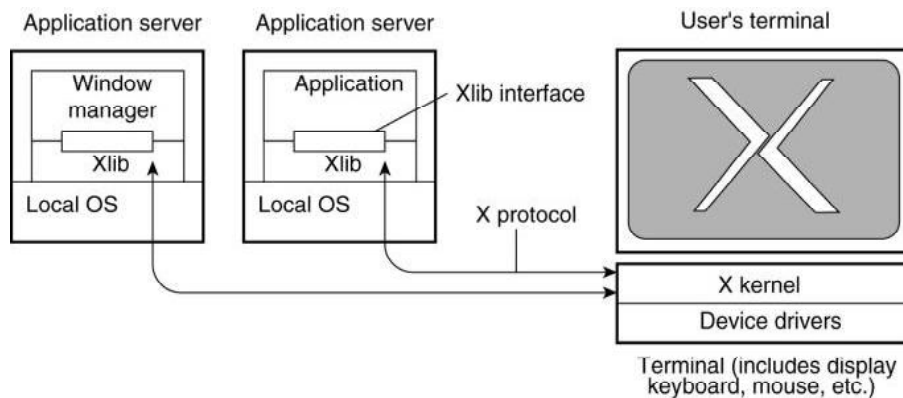 Application server
Application server
User's terminal
Window
manager
Application
Xlib interface
Xlib
Xlib
Local OS
Local OS
X protocol
X kernel
Device drivers
Terminal (includes display
keyboard, mouse, etc.)